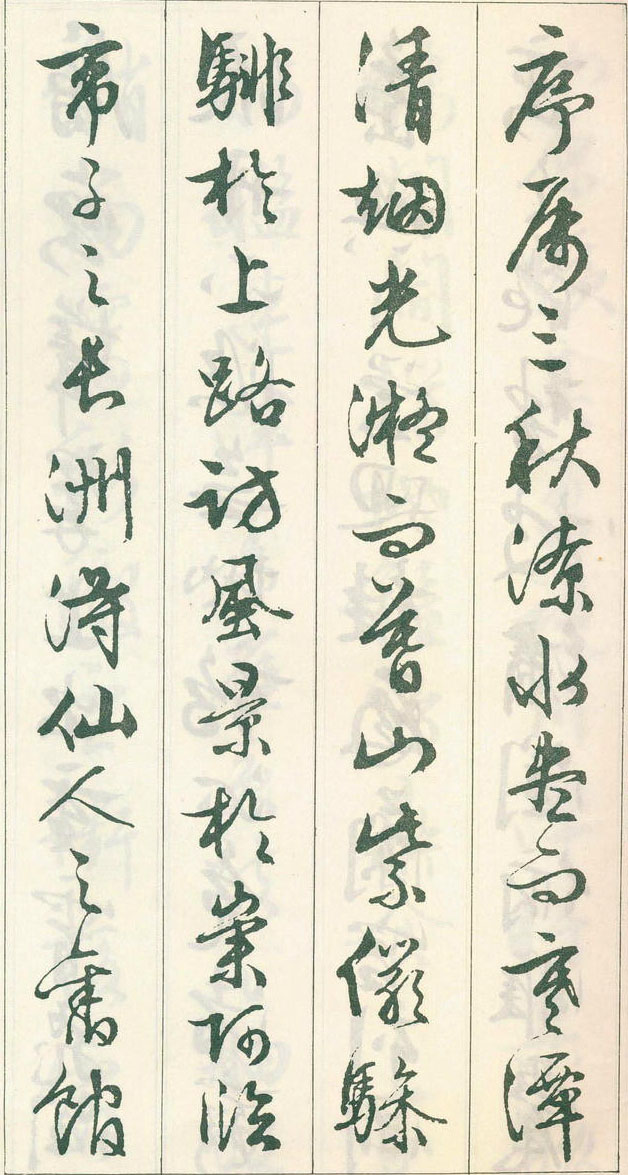 序属三秋潦水盡而寒潭
清烟光凝而暮山紫儼驂
騑於上路訪風景於崇阿臨
帝子之長洲得仙人之舊館